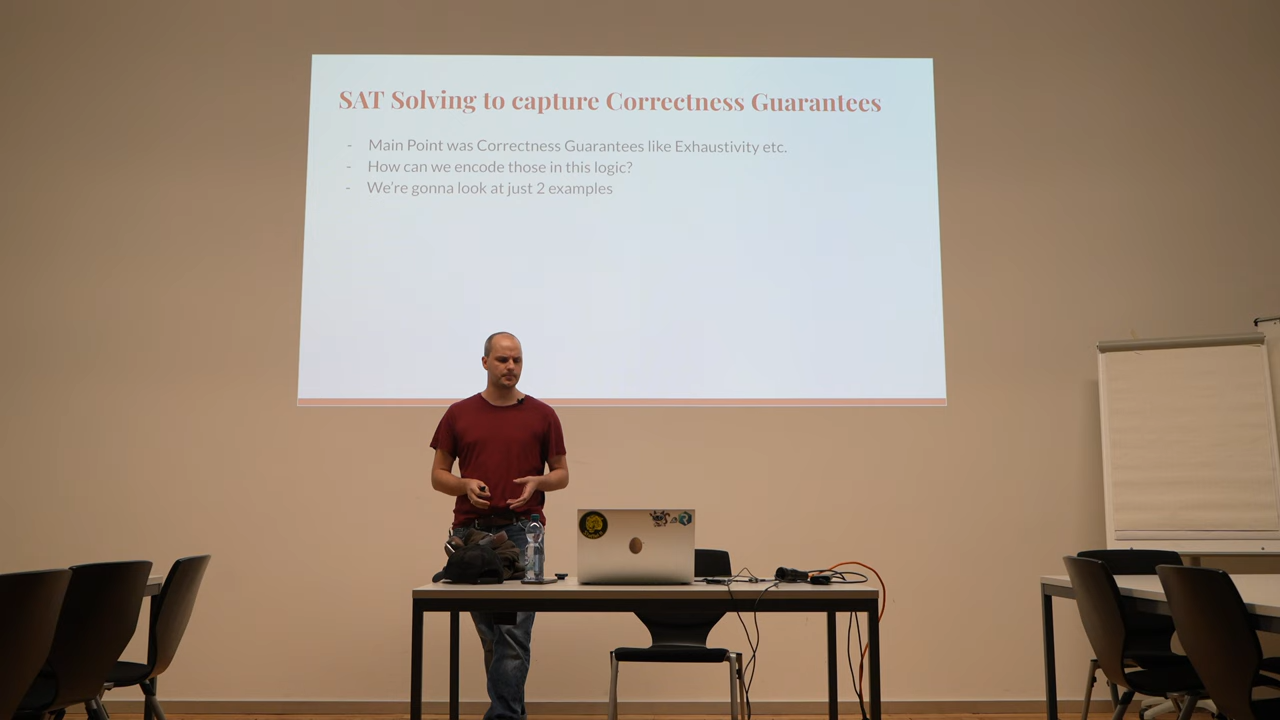 SAT Solving to capture Correctness Guarantees
- Main Point was Correctness Guarantees like Exhaustivity etc.
- How can we encode those in this logic?
- We're gonna look at just 2 examples